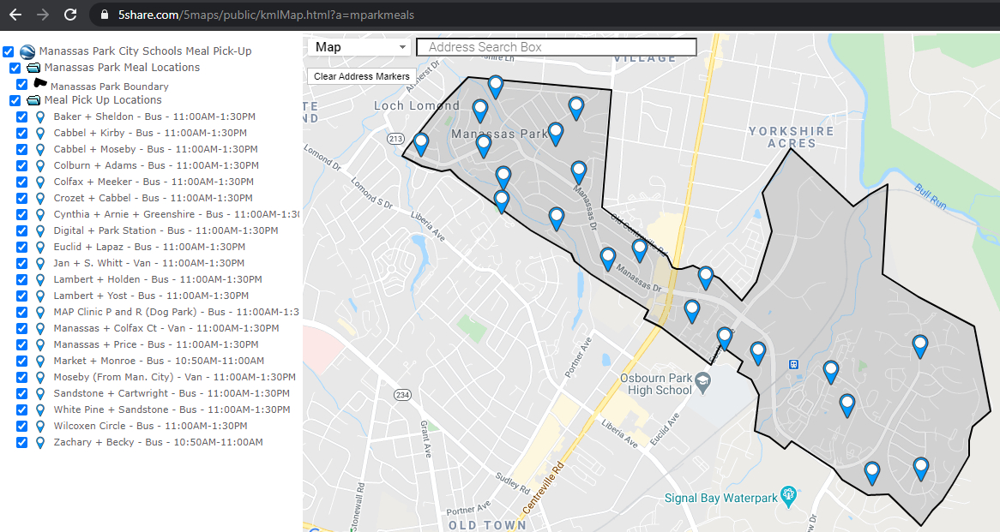 5share.com/5maps/public/kmlMap.html?a=mparkmeals
Manassas Park City Schools Meal Pick-Up
Manassas Park Meal Locations
Manassas Park Boundary
Meal Pick Up Locations
Baker + Sheldon - Bus - 11:00AM-1:30PM
Cabbel + Kirby - Bus - 11:00AM-1:30PM
Cabbel + Moseby - Bus - 11:00AM-1:30PM
Colburn + Adams - Bus - 11:00AM-1:30PM
Colfax + Meeker - Bus - 11:00AM-1:30PM
Crozet + Cabbel - Bus - 11:00AM-1:30PM
Cynthia + Arnie + Greenshire - Bus - 11:00AM-1:30
Digital + Park Station - Bus - 11:00AM-1:30PM
Euclid + Lapaz - Bus - 11:00AM-1:30PM
Jan + S. Whitt - Van - 11:00AM-1:30PM
Lambert + Holden - Bus - 11:00AM-1:30PM
Lambert + Yost - Bus - 11:00AM-1:30PM
MAP Clinic P and R (Dog Park) - Bus - 11:00AM-1:3
Manassas + Colfax Ct - Van - 11:00AM-1:30PM
Manassas + Price - Bus - 11:00AM-1:30PM
Market + Monroe - Bus - 10:50AM-11:00AM
Moseby (From Man. City) - Van - 11:00AM-1:30PM
Sandstone + Cartwright - Bus - 11:00AM-1:30PM
White Pine + Sandstone - Bus - 11:00AM-1:30PM
Wilcoxen Circle - Bus - 11:00AM-1:30PM
Zachary + Becky - Bus - 10:50AM-11:00AM
Map
Address Search Box
Clear Address Markers
VILLAGE
Amherst Dr
Loch Lomond
213
Manassas Park
YORKSHIRE
ACRES
Lomond Dr
Lomond S Dr
Liberia Ave
Manassas Dr
Old Centreville Rd
Bull Run
Manassas Dr
Portner Ave
Osbourn Park
High School
234
Grant Ave
Liberia Ave
Euclid Ave
Sudley Rd
Centreville Rd
Signal Bay Waterpark
Portner Ave
Stonewall Rd
OLD TOWN